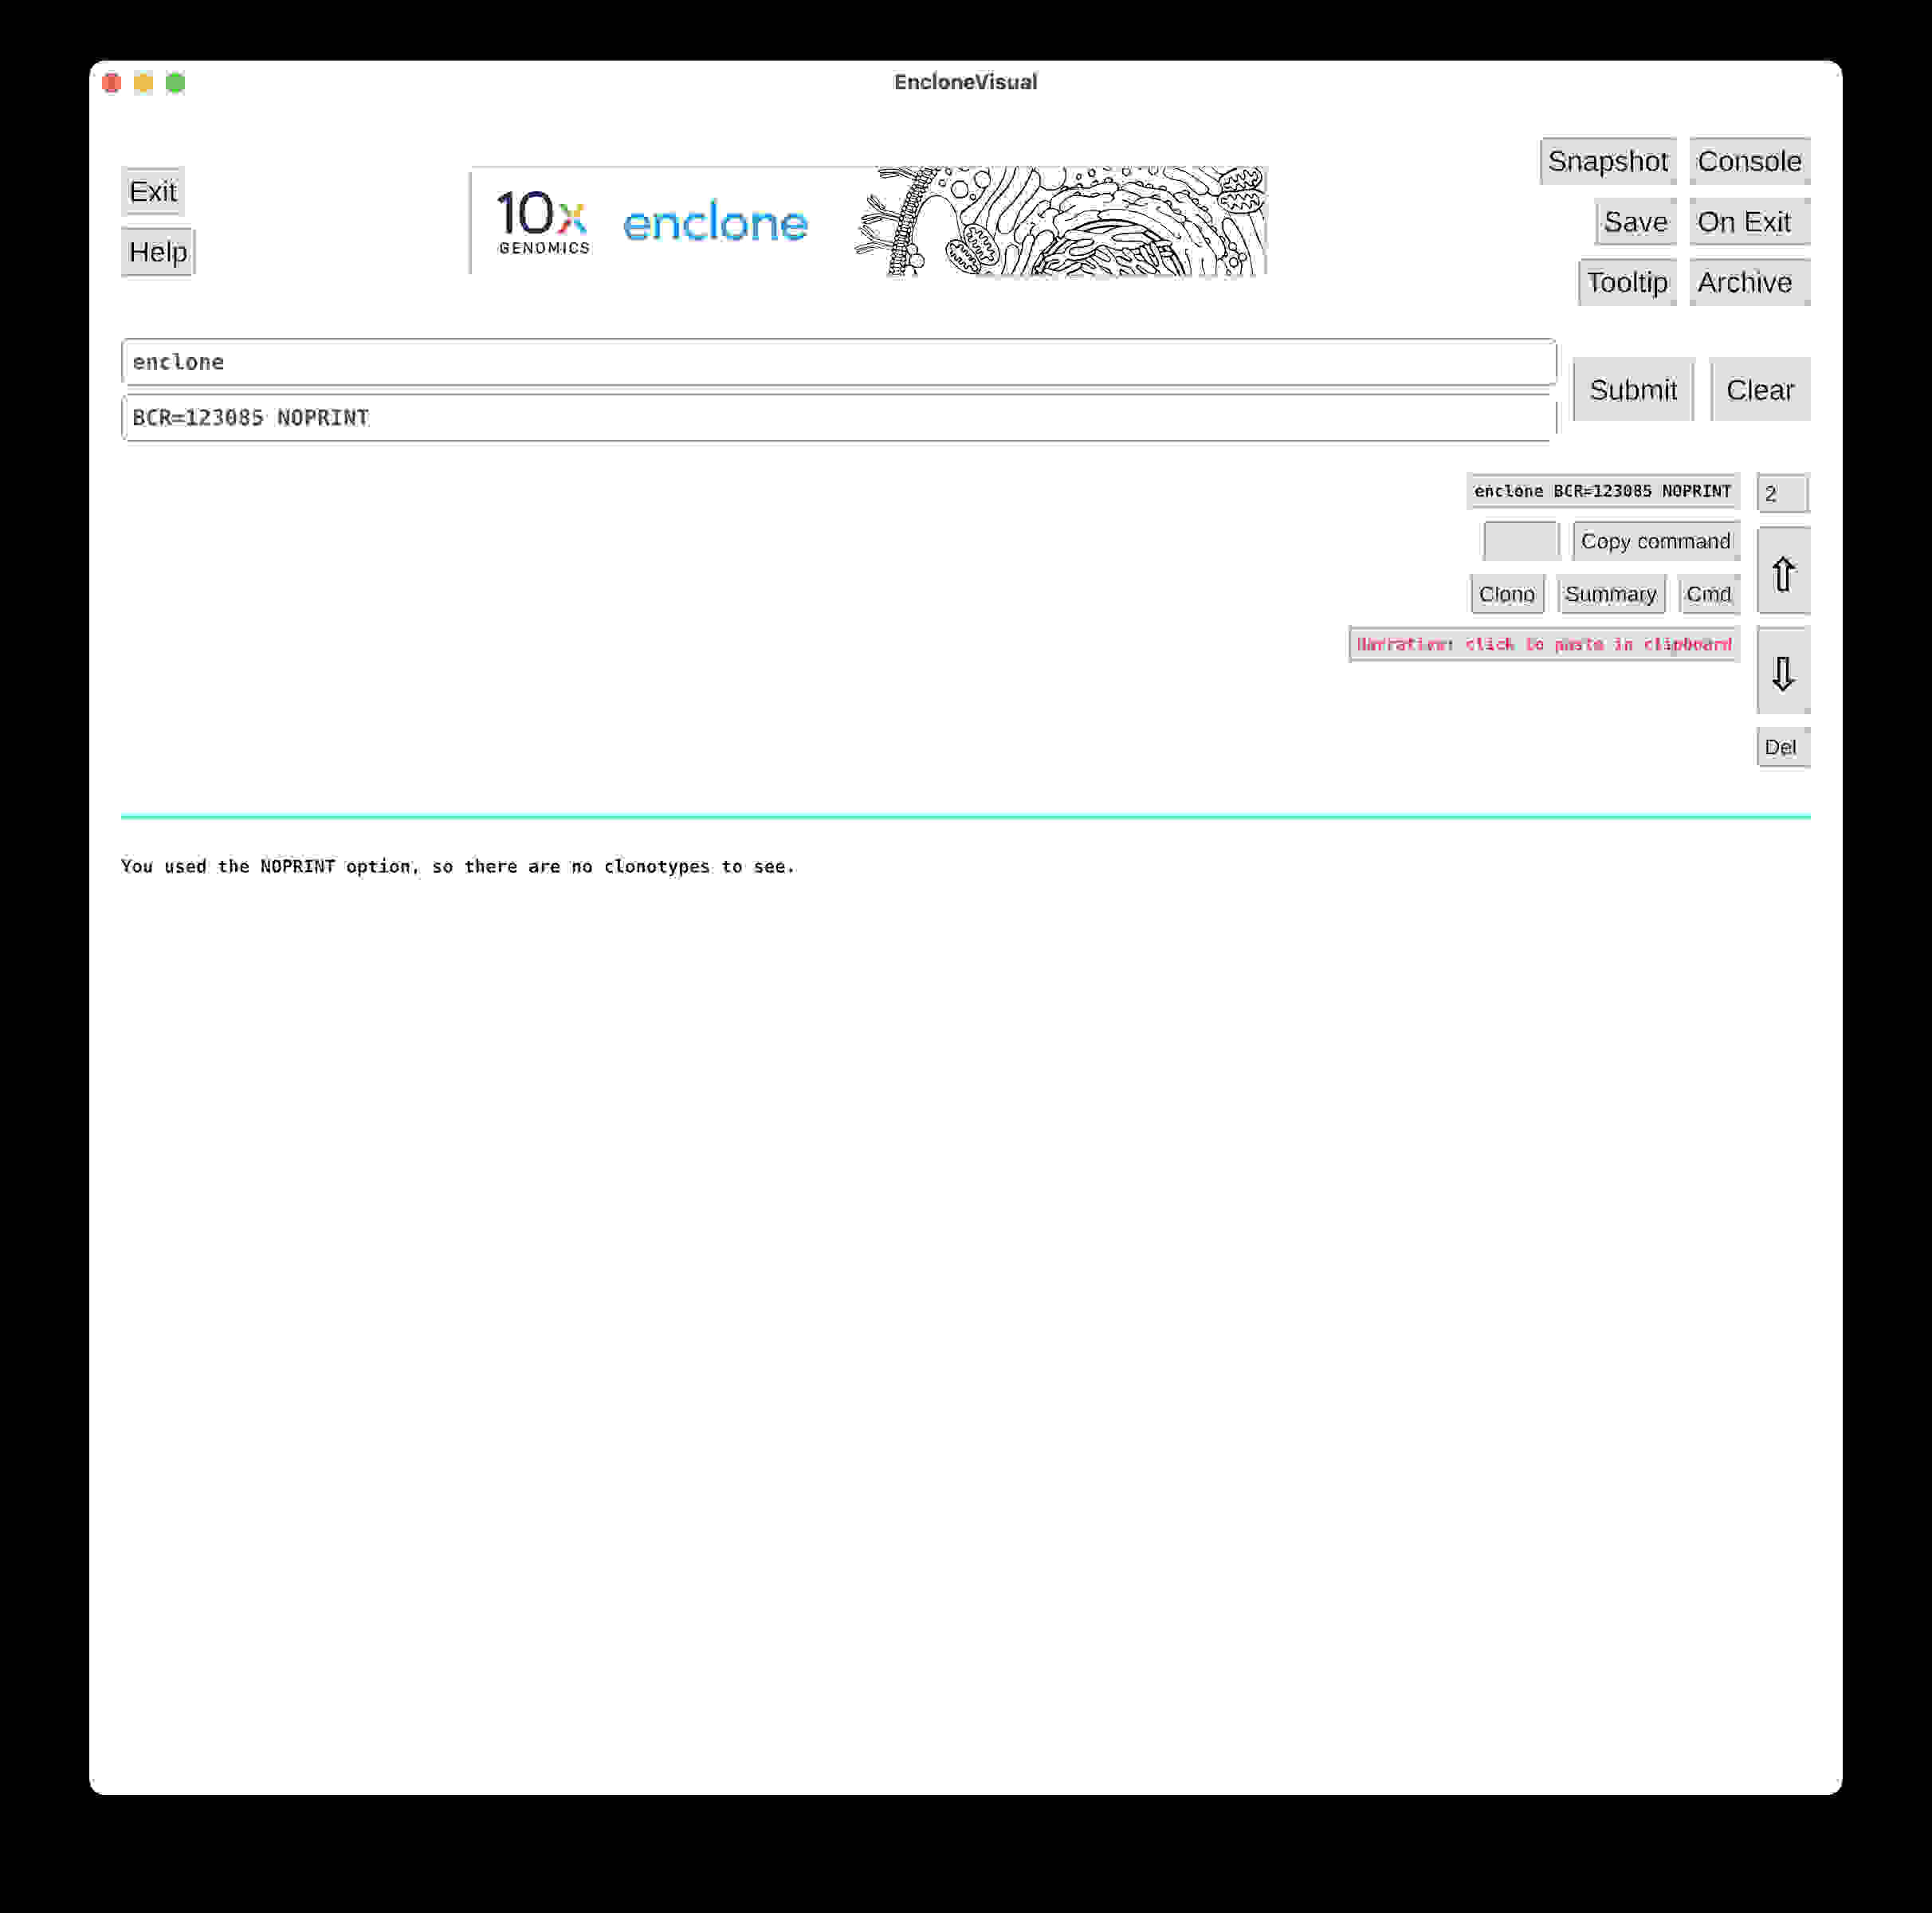 EncloneVisual
Exit
Help
10x
GENOMICS
enclone
Snapshot Console
Save On Exit
Tooltip Archive
enclone
BCR=123085 NOPRINT
Submit Clear
enclone BCR=123085 NOPRINT 2
Copy command
⇧
Clono Summary Cmd
Narrative: click to paste in clipboard
⇩
Del
You used the NOPRINT option, so there are no clonotypes to see.